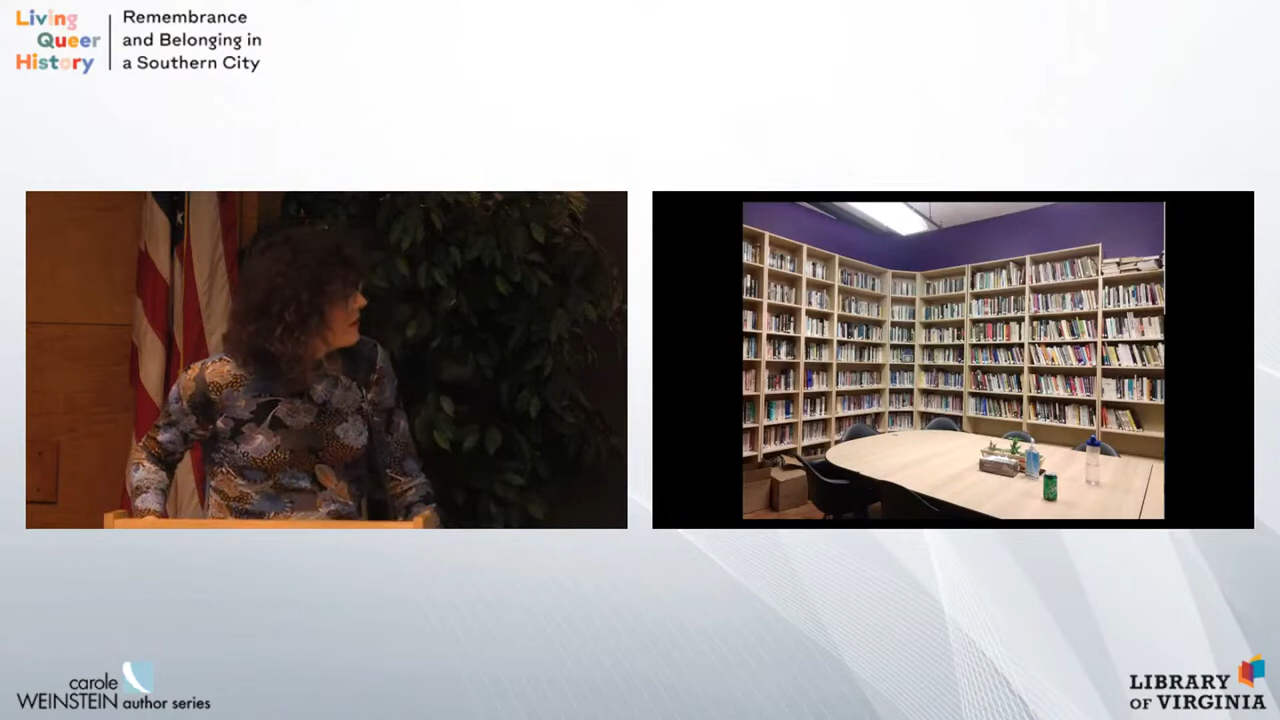 Living
Queer
History
Remembrance
and Belonging in
a Southern City
carole
WEINSTEIN author series
LIBRARY
OF VIRGINIA